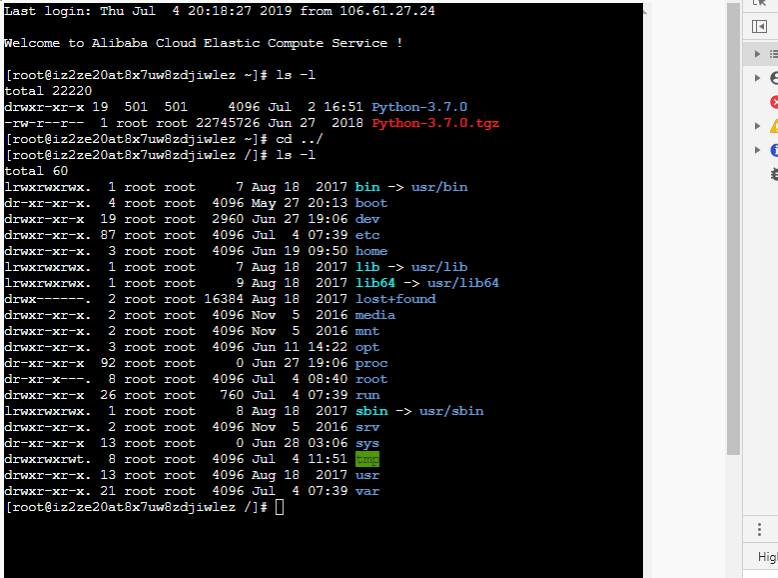 Last login: Thu Jul  4 20:18:27 2019 from 106.61.27.24
Welcome to Alibaba Cloud Elastic Compute Service !
[root@iz2ze20at8x7uw8zdjiwlez ~]# ls -l
total 22220
drwxr-xr-x 19  501  501     4096 Jul  2 16:51 Python-3.7.0
-rw-r--r--  1 root root 22745726 Jun 27  2018 Python-3.7.0.tgz
[root@iz2ze20at8x7uw8zdjiwlez ~]# cd ../
[root@iz2ze20at8x7uw8zdjiwlez /]# ls -l
total 60
lrwxrwxrwx.  1 root root     7 Aug 18  2017 bin -> usr/bin
dr-xr-xr-x.  4 root root  4096 May 27 20:13 boot
drwxr-xr-x  19 root root  2960 Jun 27 19:06 dev
drwxr-xr-x. 87 root root  4096 Jul  4 07:39 etc
drwxr-xr-x.  3 root root  4096 Jun 19 09:50 home
lrwxrwxrwx.  1 root root     7 Aug 18  2017 lib -> usr/lib
lrwxrwxrwx.  1 root root     9 Aug 18  2017 lib64 -> usr/lib64
drwx------.  2 root root 16384 Aug 18  2017 lost+found
drwxr-xr-x.  2 root root  4096 Nov  5  2016 media
drwxr-xr-x.  2 root root  4096 Nov  5  2016 mnt
drwxr-xr-x.  3 root root  4096 Jun 11 14:22 opt
dr-xr-xr-x  92 root root     0 Jun 27 19:06 proc
dr-xr-x---.  8 root root  4096 Jul  4 08:40 root
drwxr-xr-x  26 root root   760 Jul  4 07:39 run
lrwxrwxrwx.  1 root root     8 Aug 18  2017 sbin -> usr/sbin
drwxr-xr-x.  2 root root  4096 Nov  5  2016 srv
dr-xr-xr-x  13 root root     0 Jun 28 03:06 sys
drwxrwxrwt.  8 root root  4096 Jul  4 11:51 tmp
drwxr-xr-x. 13 root root  4096 Aug 18  2017 usr
drwxr-xr-x. 21 root root  4096 Jul  4 07:39 var
[root@iz2ze20at8x7uw8zdjiwlez /]#